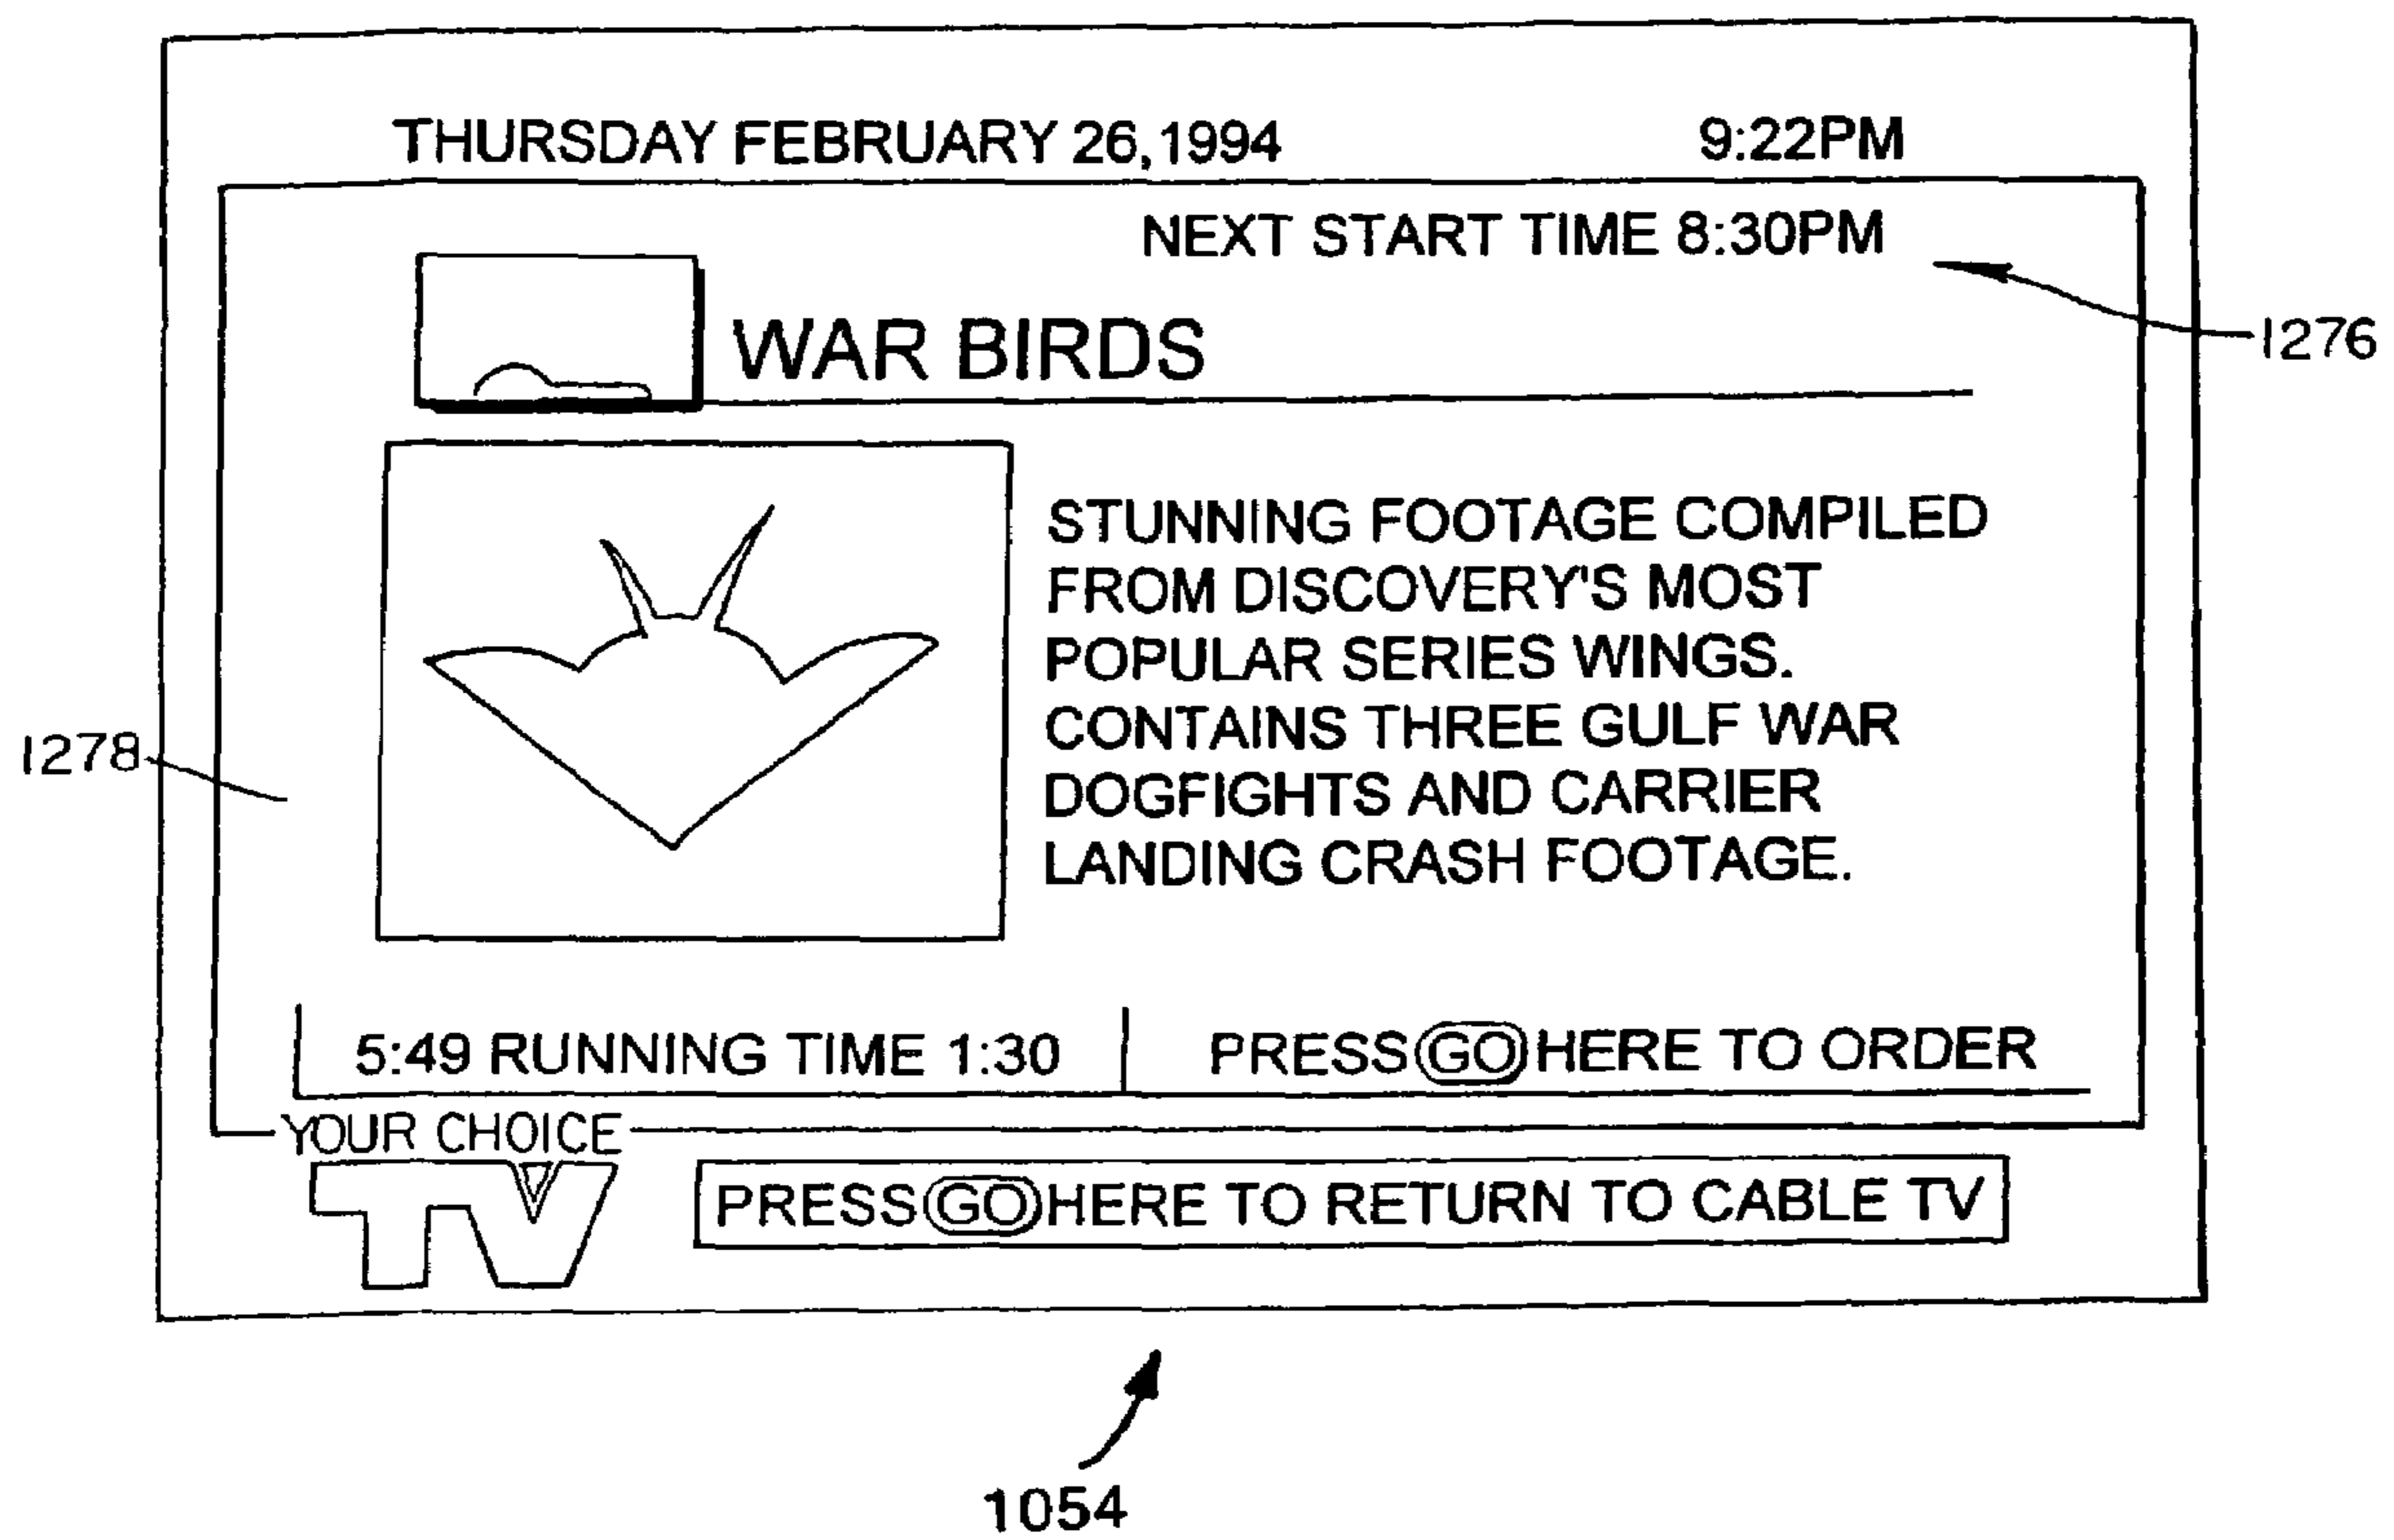 THURSDAY FEBRUARY 26,1994 9:22PM
NEXT START TIME 8:30PM
1276
WAR BIRDS
STUNNING FOOTAGE COMPILED
FROM DISCOVERY'S MOST
POPULAR SERIES WINGS.
CONTAINS THREE GULF WAR
DOGFIGHTS AND CARRIER
LANDING CRASH FOOTAGE.
1278
5:49 RUNNING TIME 1:30 PRESS GO HERE TO ORDER
YOUR CHOICE
TV
PRESS GO HERE TO RETURN TO CABLE TV
1054